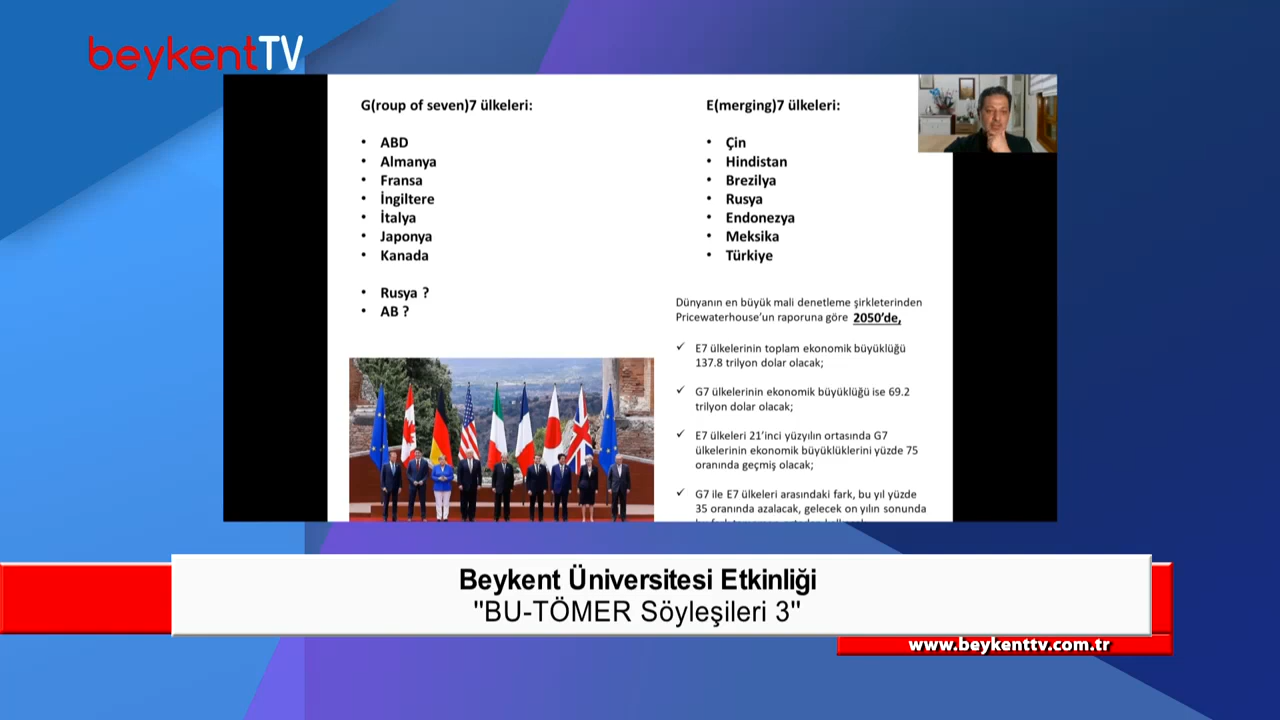 beykentTV
G(roup of seven)7 ülkeleri:
• ABD
• Almanya
• Fransa
• İngiltere
• İtalya
• Japonya
• Kanada
• Rusya ?
• AB ?
E(merging)7 ülkeleri:
• Çin
• Hindistan
• Brezilya
• Rusya
• Endonezya
• Meksika
• Türkiye
Dünyanın en büyük mali denetleme şirkleterinden
Pricewaterhouse’un raporuna göre 2050’de,
✓ E7 ülkelerinin toplam ekonomik büyüklüğü
137.8 trilyon dolar olacak;
✓ G7 ülkelerinin ekonomik büyüklüğü ise 69.2
trilyon dolar olacak;
✓ E7 ülkeleri 21’inci yüzyılın ortasında G7
ülkelerinin ekonomik büyüklüklerini yüzde 75
oranında geçmiş olacak;
✓ G7 ile E7 ülkeleri arasındaki fark, bu yıl yüzde
35 oranında azalacak, gelecek on yılın sonunda
Beykent Üniversitesi Etkinliği
"BU-TÖMER Söyleşileri 3"
www.beykenttv.com.tr